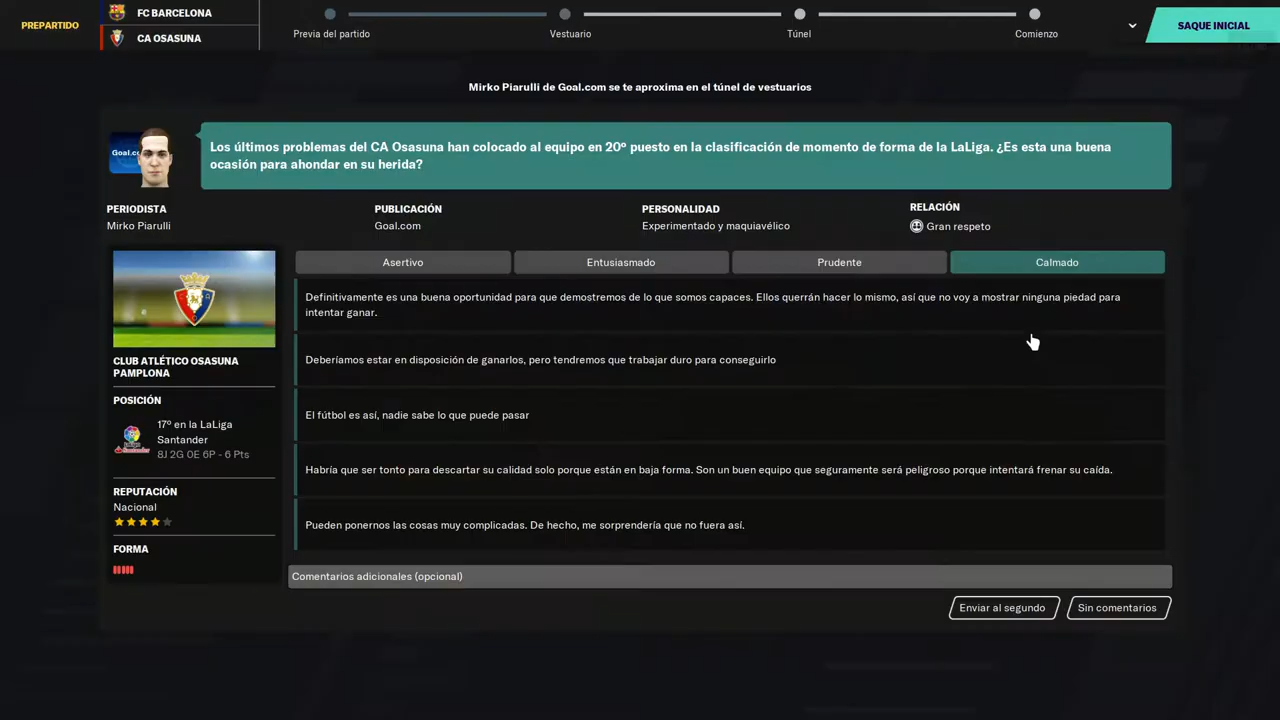 PREPARTIDO
FC BARCELONA
CA OSASUNA
Previa del partido
Vestuario
Túnel
Comienzo
SAQUE INICIAL
Mirko Piarulli de Goal.com se te aproxima en el túnel de vestuarios
Goal.c
Los últimos problemas del CA Osasuna han colocado al equipo en 20º puesto en la clasificación de momento de forma de la LaLiga. ¿Es esta una buena
ocasión para ahondar en su herida?
PERIODISTA
Mirko Piarulli
PUBLICACIÓN
Goal.com
PERSONALIDAD
Experimentado y maquiavélico
RELACIÓN
Gran respeto
Asertivo
Entusiasmado
Prudente
Calmado
Definitivamente es una buena oportunidad para que demostremos de lo que somos capaces. Ellos querrán hacer lo mismo, así que no voy a mostrar ninguna piedad para
intentar ganar.
Deberíamos estar en disposición de ganarlos, pero tendremos que trabajar duro para conseguirlo
El fútbol es así, nadie sabe lo que puede pasar
Habría que ser tonto para descartar su calidad solo porque están en baja forma. Son un buen equipo que seguramente será peligroso porque intentará frenar su caída.
Pueden ponernos las cosas muy complicadas. De hecho, me sorprendería que no fuera así.
CLUB ATLÉTICO OSASUNA
PAMPLONA
POSICIÓN
17º en la LaLiga
Santander
8J 2G 0E 6P - 6 Pts
REPUTACIÓN
Nacional
FORMA
Comentarios adicionales (opcional)
Enviar al segundo
Sin comentarios